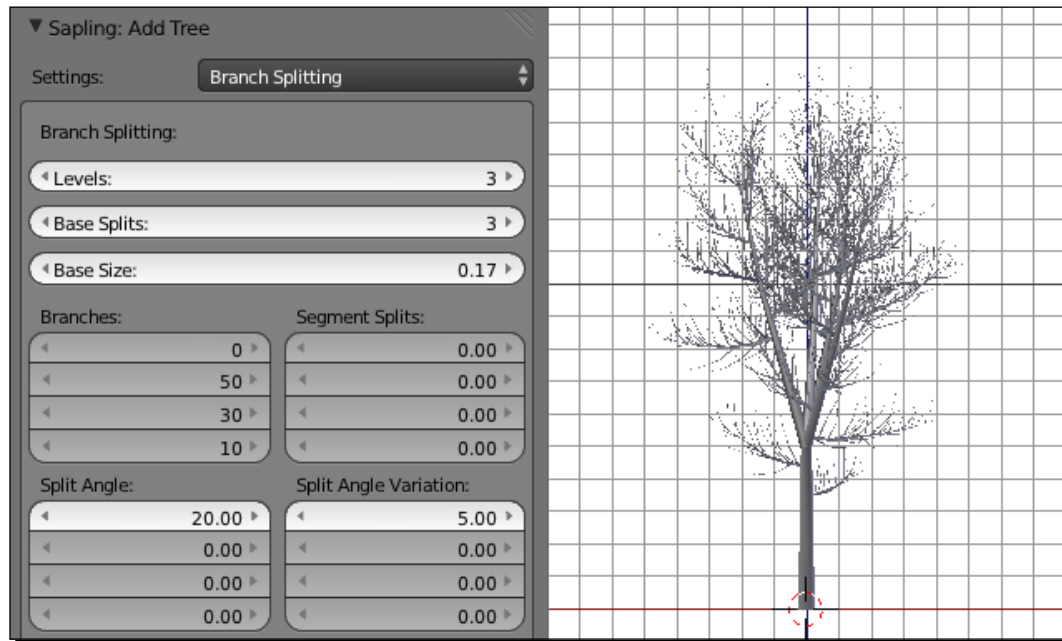 Sapling: Add Tree
Settings: Branch Splitting
Branch Splitting:
Levels: 3
Base Splits: 3
Base Size: 0.17
Branches: Segment Splits:
0 0.00
50 0.00
30 0.00
10 0.00
Split Angle: Split Angle Variation:
20.00 5.00
0.00 0.00
0.00 0.00
0.00 0.00